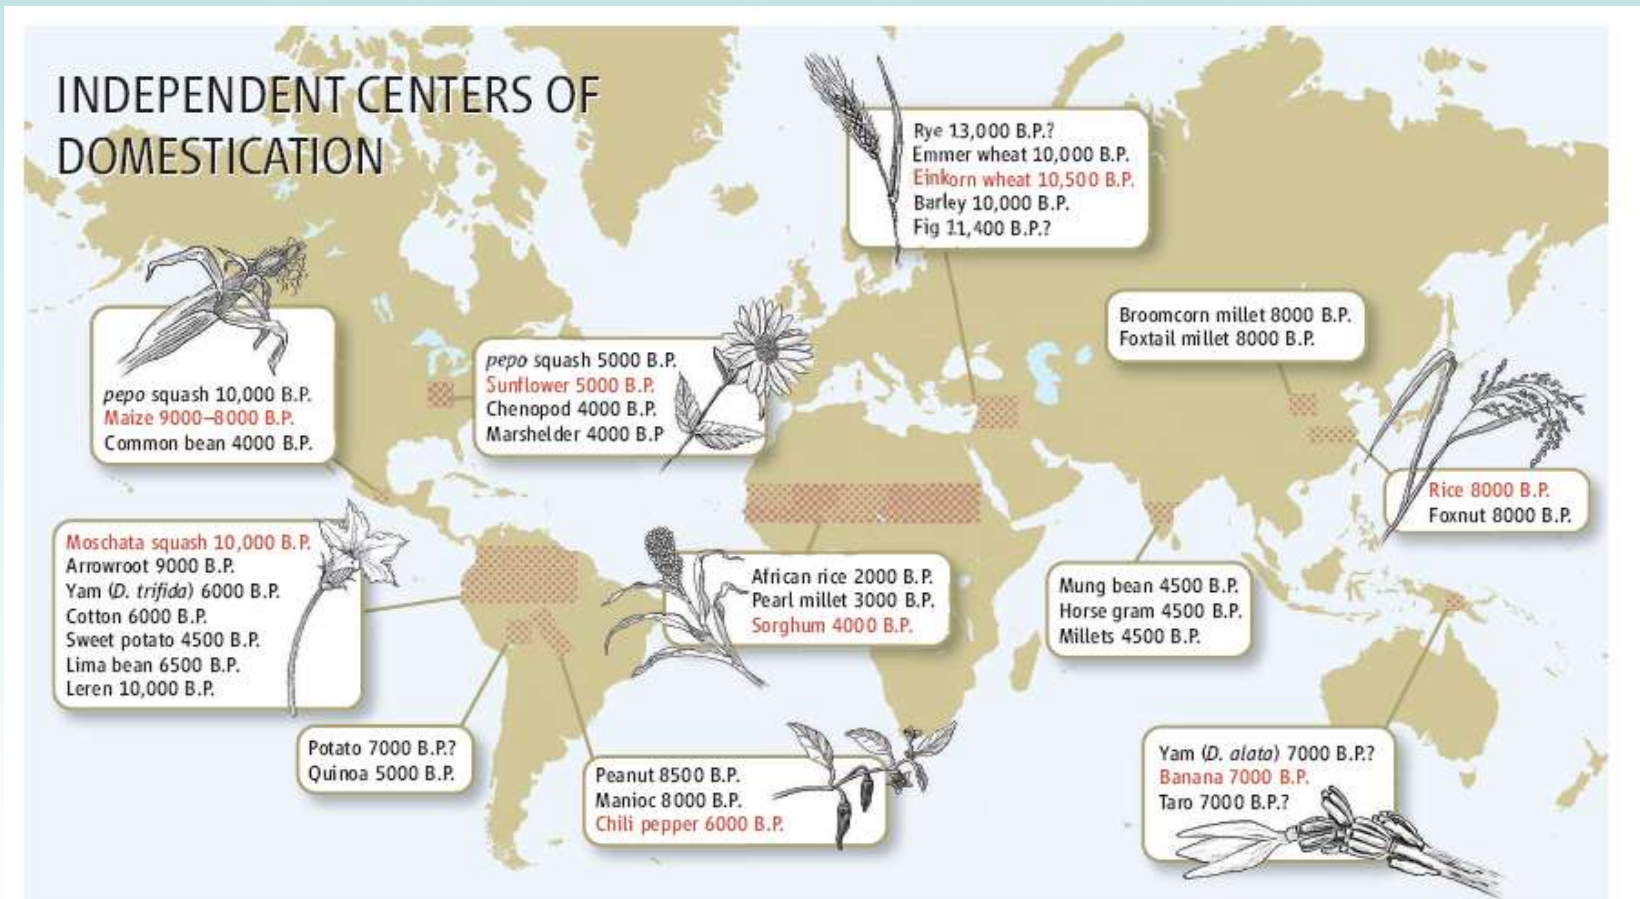 INDEPENDENT CENTERS OF
DOMESTICATION
Rye 13,000 B.P.?
Emmer wheat 10,000 B.P.
Einkorn wheat 10,500 B.P.
Barley 10,000 B.P.
Fig 11,400 B.P.?
Broomcorn millet 8000 B.P.
Foxtail millet 8000 B.P.
pepo squash 10,000 B.P.
Maize 9000–8000 B.P.
Common bean 4000 B.P.
pepo squash 5000 B.P.
Sunflower 5000 B.P.
Chenopod 4000 B.P.
Marshelder 4000 B.P
Rice 8000 B.P.
Foxnut 8000 B.P.
Moschata squash 10,000 B.P.
Arrowroot 9000 B.P.
Yam (D. trifida) 6000 B.P.
Cotton 6000 B.P.
Sweet potato 4500 B.P.
Lima bean 6500 B.P.
Leren 10,000 B.P.
African rice 2000 B.P.
Pearl millet 3000 B.P.
Sorghum 4000 B.P.
Mung bean 4500 B.P.
Horse gram 4500 B.P.
Millets 4500 B.P.
Potato 7000 B.P.?
Quinoa 5000 B.P.
Peanut 8500 B.P.
Manioc 8000 B.P.
Chili pepper 6000 B.P.
Yam (D. alata) 7000 B.P.?
Banana 7000 B.P.
Taro 7000 B.P.?